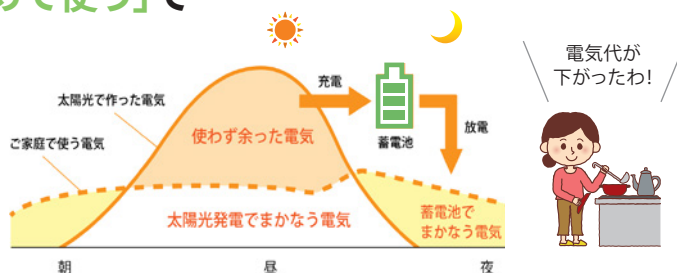 めて使う」で
電気代が
下がったわ!
充電
太陽光で作った電気
放電
使わず余った電気
蓄電池
ご家庭で使う電気
太陽光発電でまかなう電気
蓄電池で
まかなう電気
朝
昼
夜